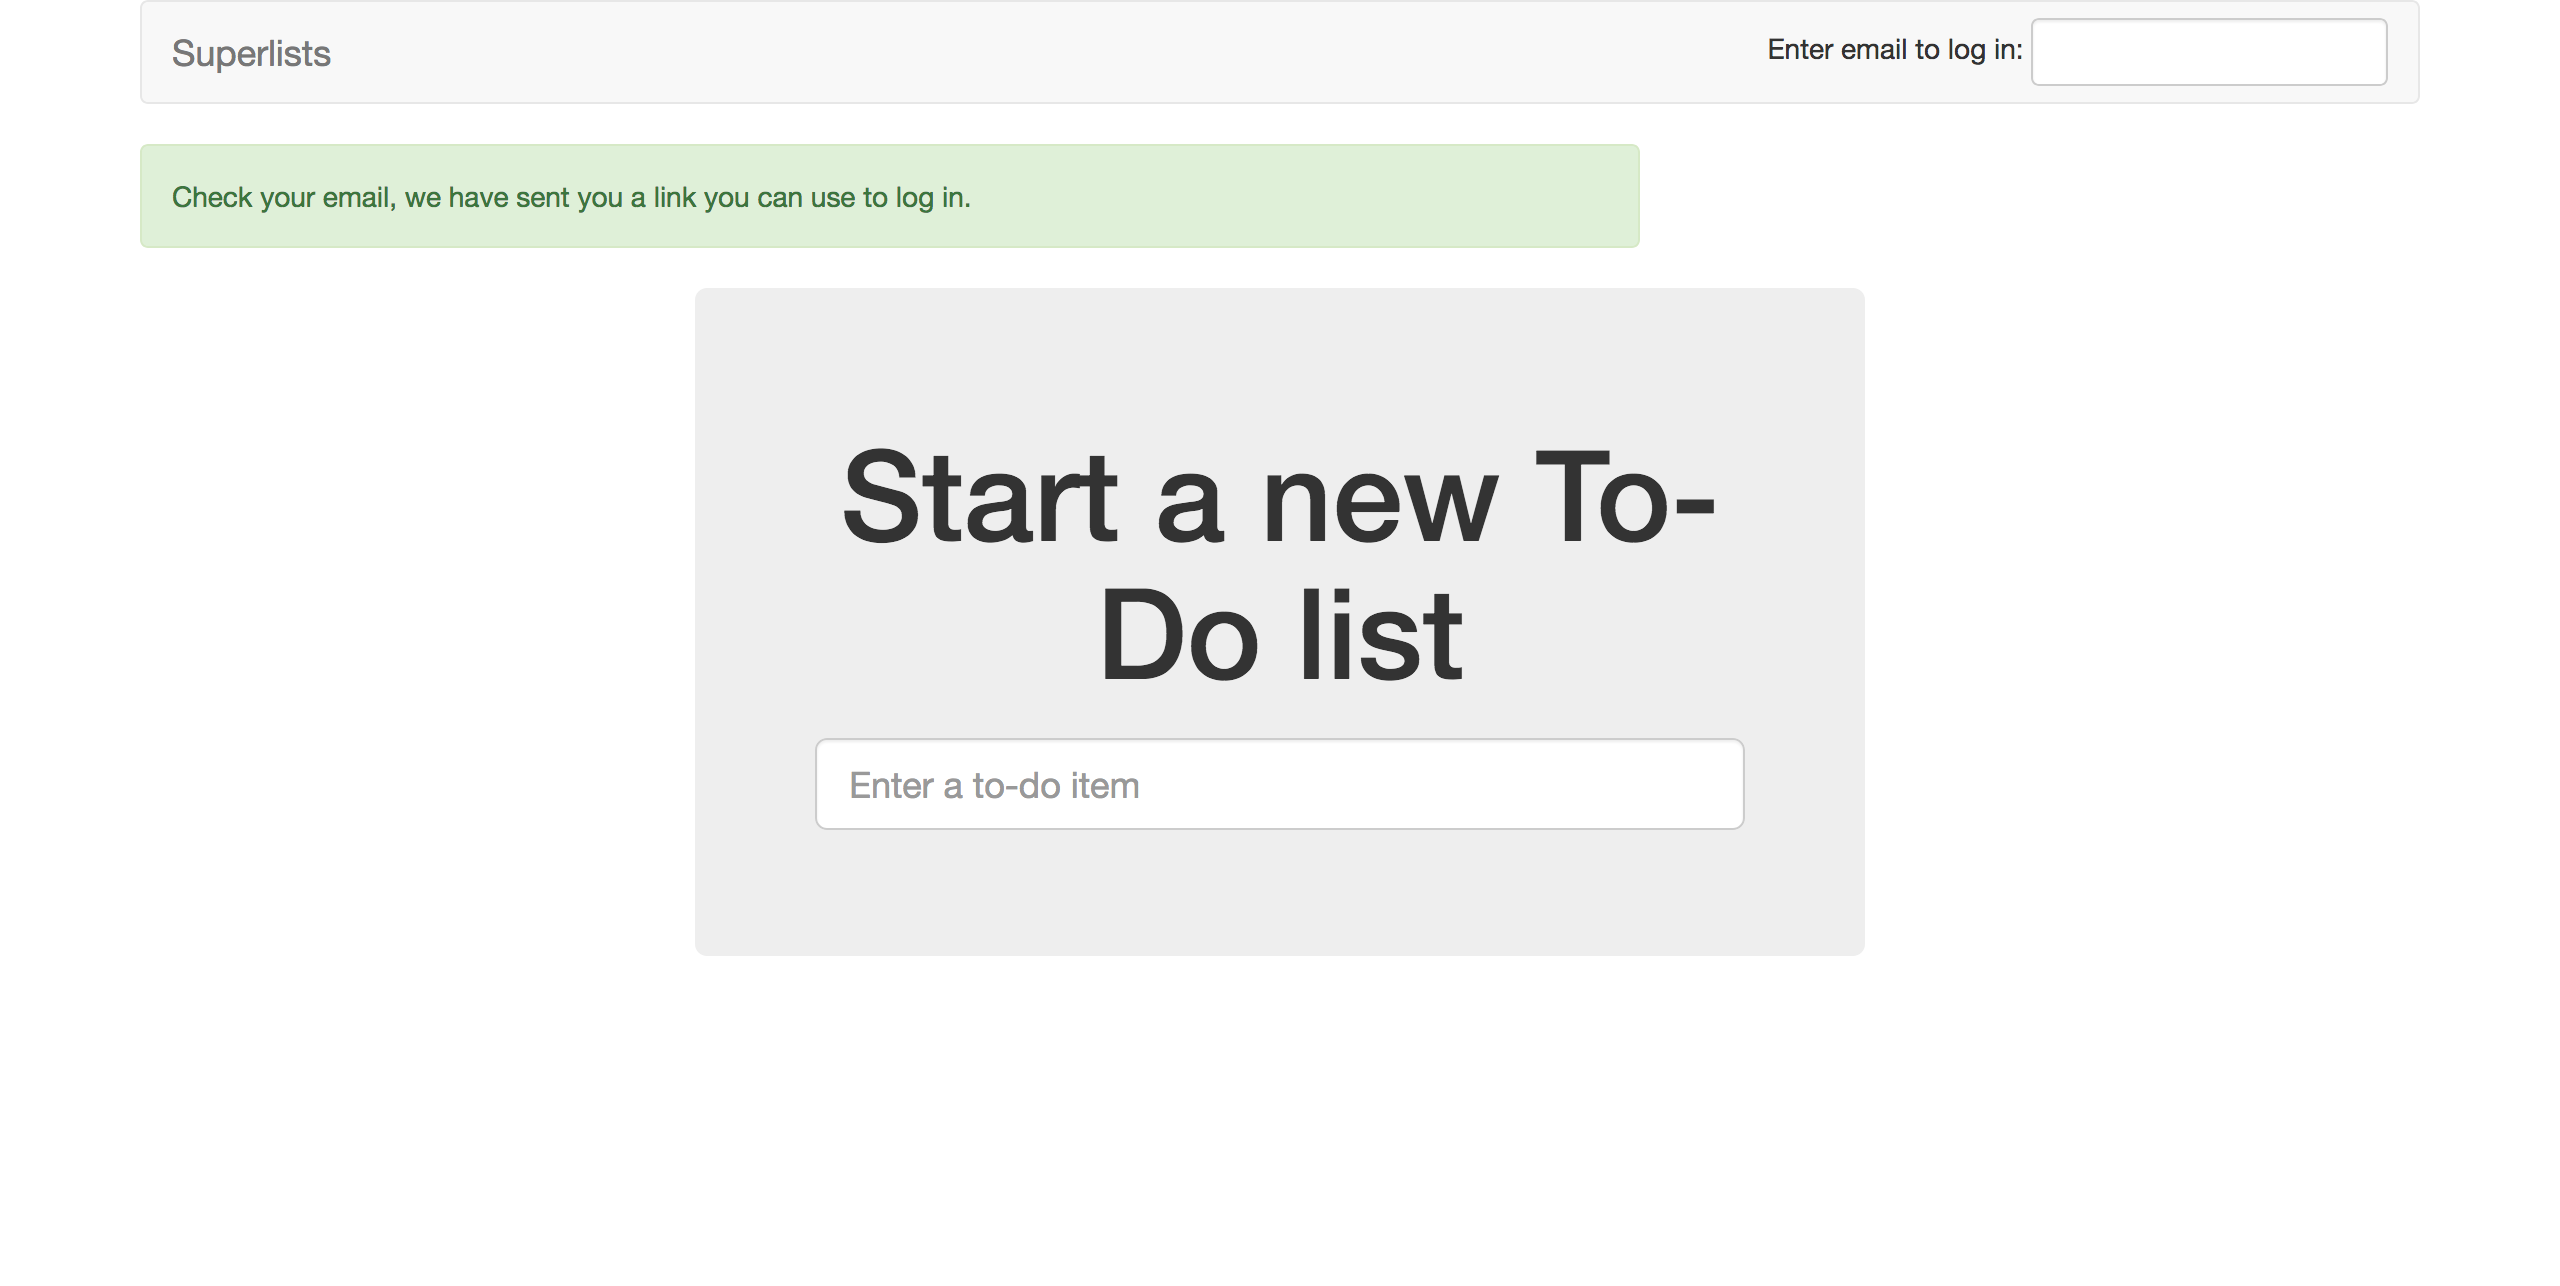 Superlists
Enter email to log in:
Check your email, we have sent you a link you can use to log in.
Start a new To-
Do list
Enter a to-do item